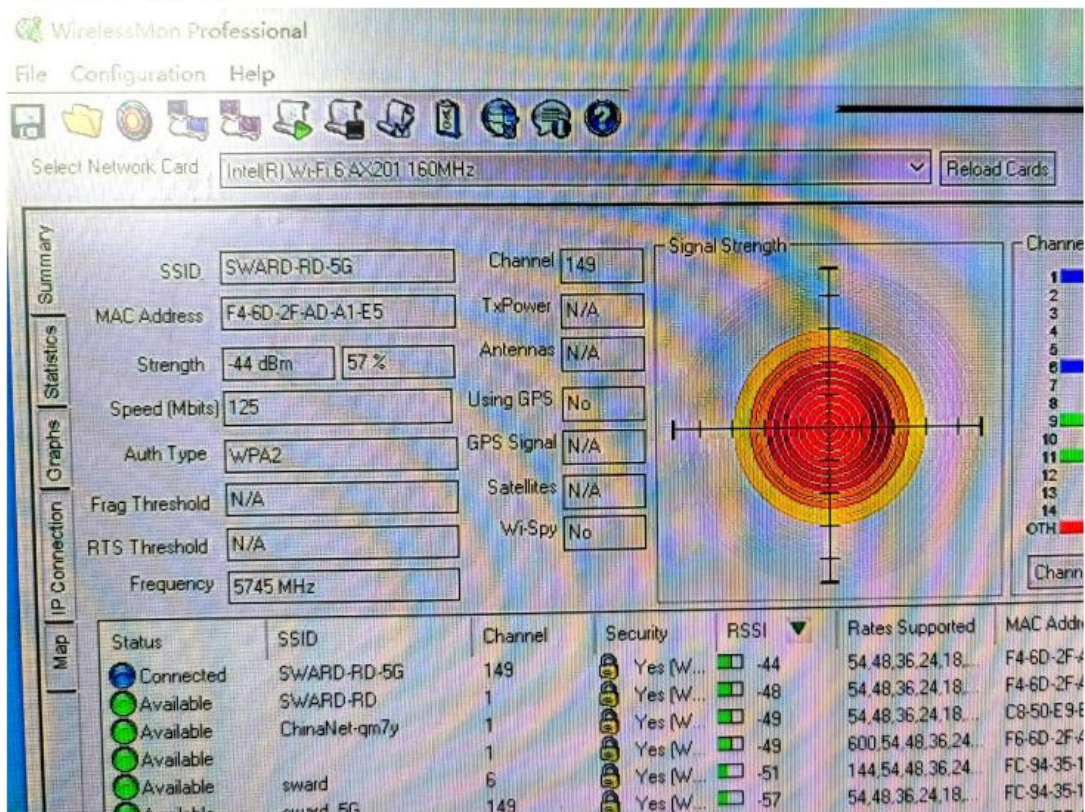 WirelessMon Professional
File Configuration Help
Select Network Card Intel(R) Wi-Fi 6 AX201 160MHz Reload Cards
Summary
Statistics
Graphs
IP Connection
Map
SSID SWARD-RD-5G
MAC Address F4-6D-2F-AD-A1-E5
Strength -44 dBm 57 %
Speed (Mbits) 125
Auth Type WPA2
Frag Threshold N/A
RTS Threshold N/A
Frequency 5745 MHz
Channel 149
TxPower N/A
Antennas N/A
Using GPS No
GPS Signal N/A
Satellites N/A
Wi-Spy No
Signal Strength
Channe
1
2
3
4
5
6
7
8
9
10
11
12
13
14
OTH
Chann
Status SSID Channel Security RSSI Rates Supported MAC Addr
Connected SWARD-RD-5G 149 Yes (W... -44 54,48,36,24,18,... F4-6D-2F-
Available SWARD-RD 1 Yes (W... -48 54,48,36,24,18,... F4-6D-2F-
Available ChinaNet-qm7y 1 Yes (W... -49 54,48,36,24,18,... C8-50-E9-
Available 1 Yes (W... -49 600,54,48,36,24... F6-6D-2F-
Available sward 6 Yes (W... -51 144,54,48,36,24... FC-94-35-1
Available sward_5G 149 Yes (W... -57 54,48,36,24,18,... FC-94-35-1